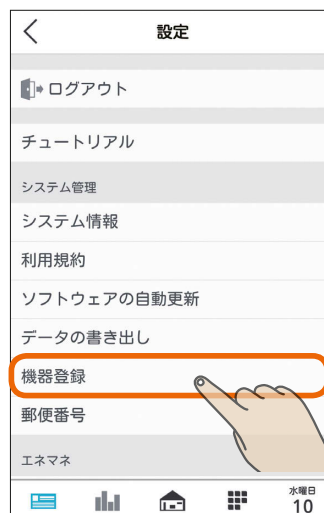 設定
ログアウト
チュートリアル
システム管理
システム情報
利用規約
ソフトウェアの自動更新
データの書き出し
機器登録
郵便番号
エネマネ
水曜日
10